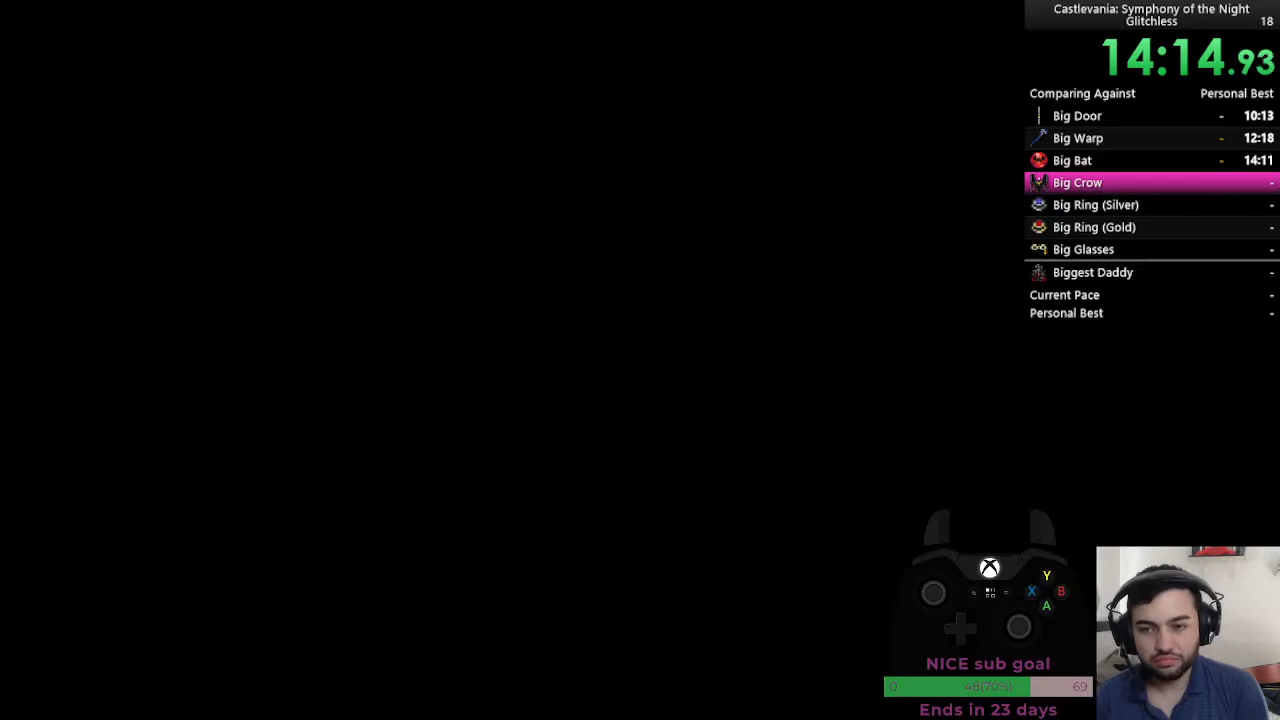 Castlevania: Symphony of the Night
Glitchless 18
14:14.93
Comparing Against Personal Best
Big Door - 10:13
Big Warp - 12:18
Big Bat - 14:11
Big Crow -
Big Ring (Silver) -
Big Ring (Gold) -
Big Glasses -
Biggest Daddy -
Current Pace -
Personal Best -
Y
X B
A
NICE sub goal
0 48(70%) 69
Ends in 23 days